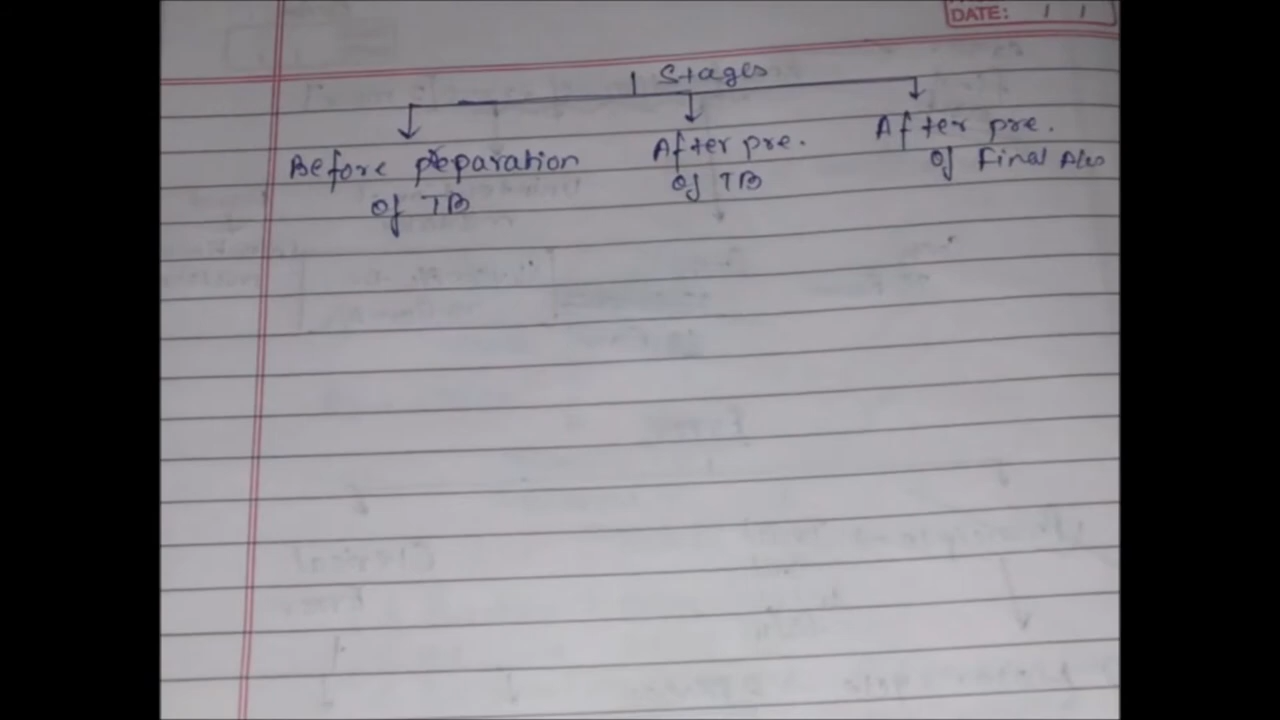 DATE: / /
Stages
Before preparation
of TB
After pre.
of TB
After pre.
of Final A/cs